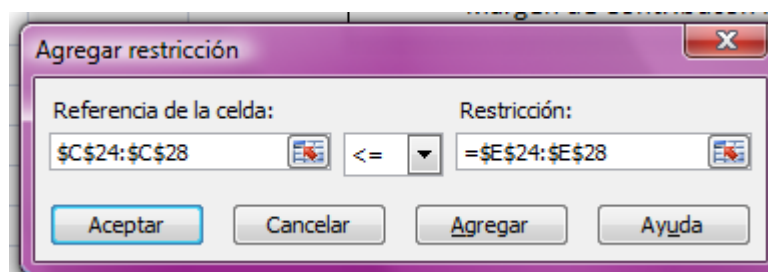 Agregar restricción
Referencia de la celda: Restricción:
$C$24:$C$28 <= =$E$24:$E$28
Aceptar Cancelar Agregar Ayuda